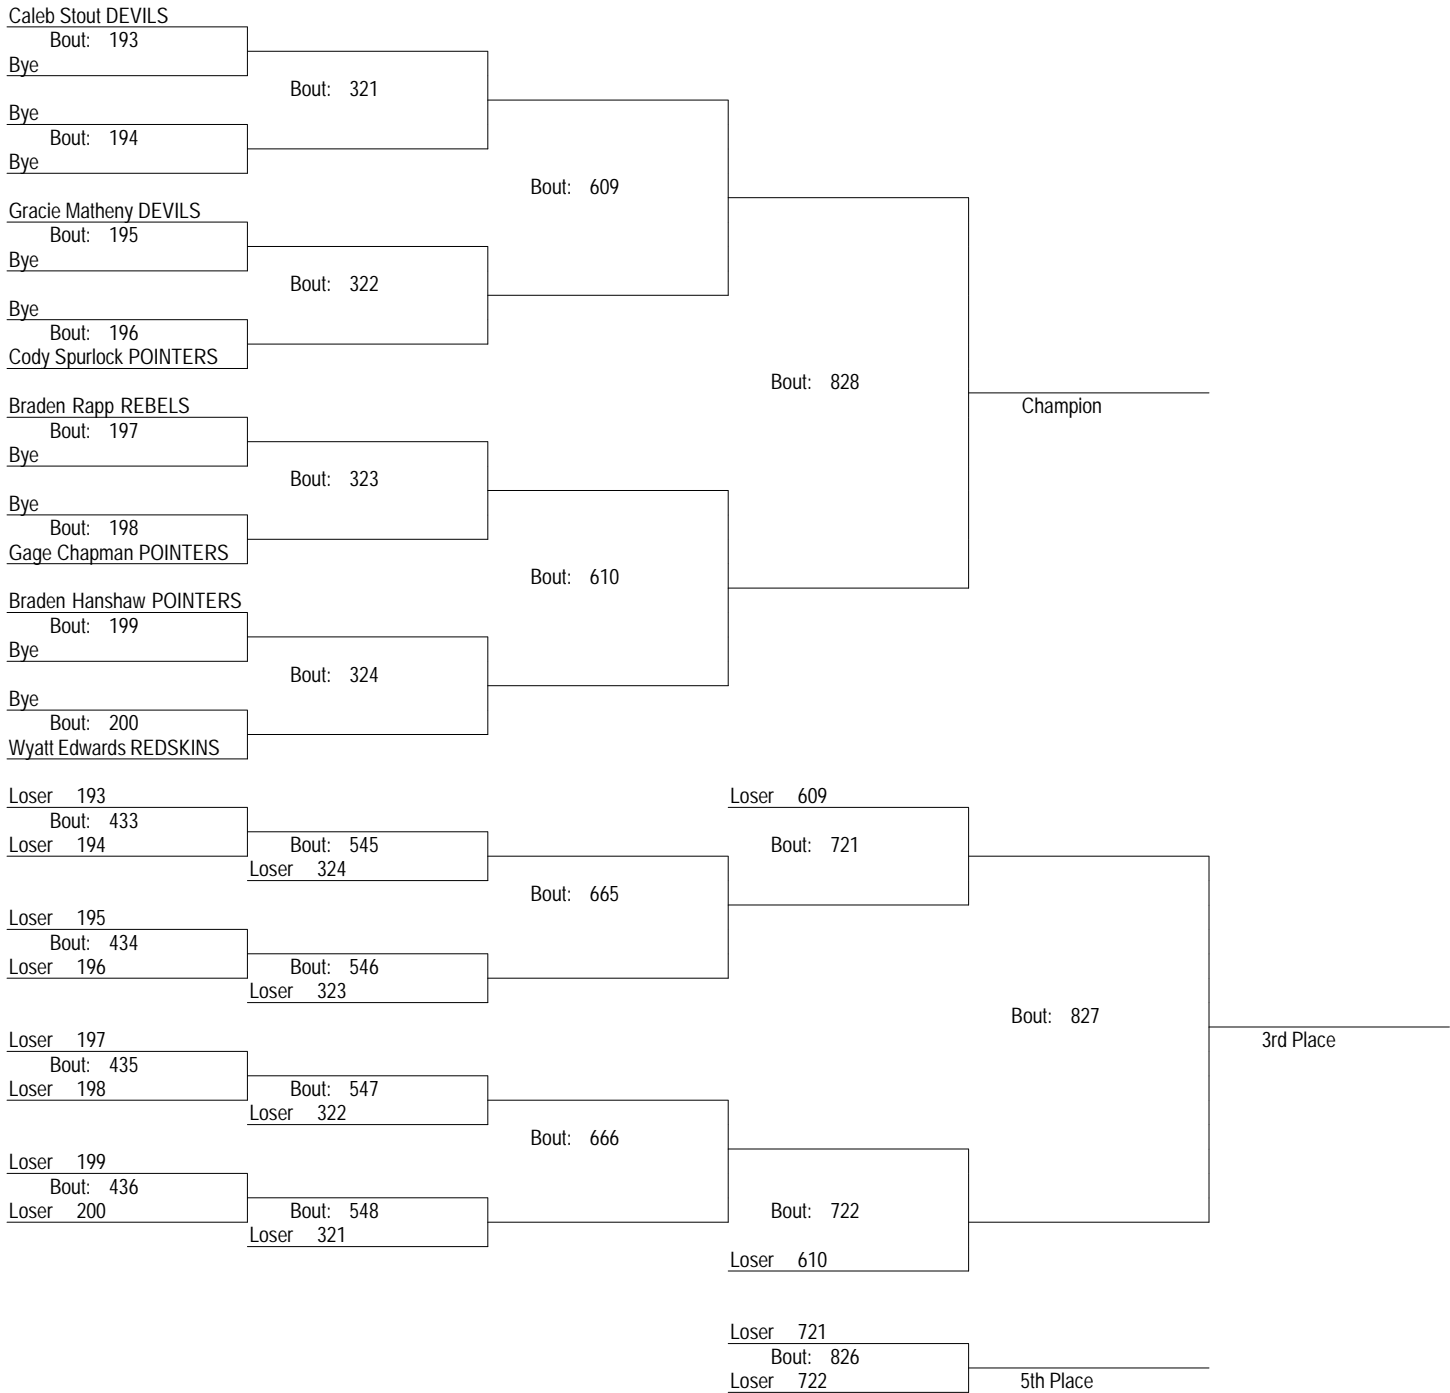 Caleb Stout DEVILS
Bout: 193
Bye
Bout: 321
Bye
Bout: 194
Bye
Bout: 609
Gracie Matheny DEVILS
Bout: 195
Bye
Bout: 322
Bye
Bout: 196
Cody Spurlock POINTERS
Bout: 828
Champion
Braden Rapp REBELS
Bout: 197
Bye
Bout: 323
Bye
Bout: 198
Gage Chapman POINTERS
Bout: 610
Braden Hanshaw POINTERS
Bout: 199
Bye
Bout: 324
Bye
Bout: 200
Wyatt Edwards REDSKINS
Loser 193
Bout: 433
Loser 194
Bout: 545
Loser 324
Loser 609
Bout: 721
Bout: 665
Loser 195
Bout: 434
Loser 196
Bout: 546
Loser 323
Bout: 827
3rd Place
Loser 197
Bout: 435
Loser 198
Bout: 547
Loser 322
Bout: 666
Loser 199
Bout: 436
Loser 200
Bout: 548
Loser 321
Bout: 722
Loser 610
Loser 721
Bout: 826
Loser 722
5th Place